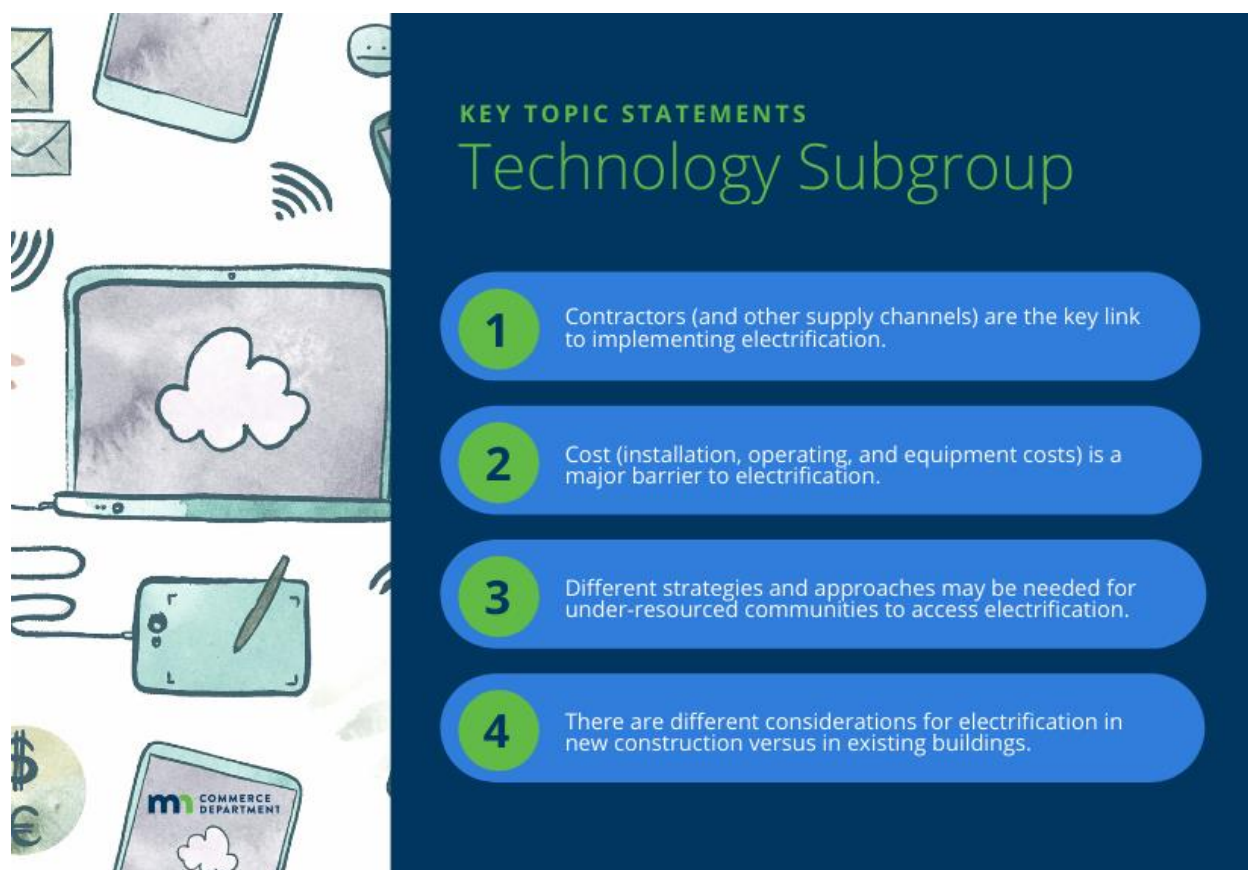 KEY TOPIC STATEMENTS
Technology Subgroup
1
Contractors (and other supply channels) are the key link
to implementing electrification.
2
Cost (installation, operating, and equipment costs) is a
major barrier to electrification.
3
Different strategies and approaches may be needed for
under-resourced communities to access electrification.
4
There are different considerations for electrification in
new construction versus in existing buildings.
$
€
mn COMMERCE
DEPARTMENT